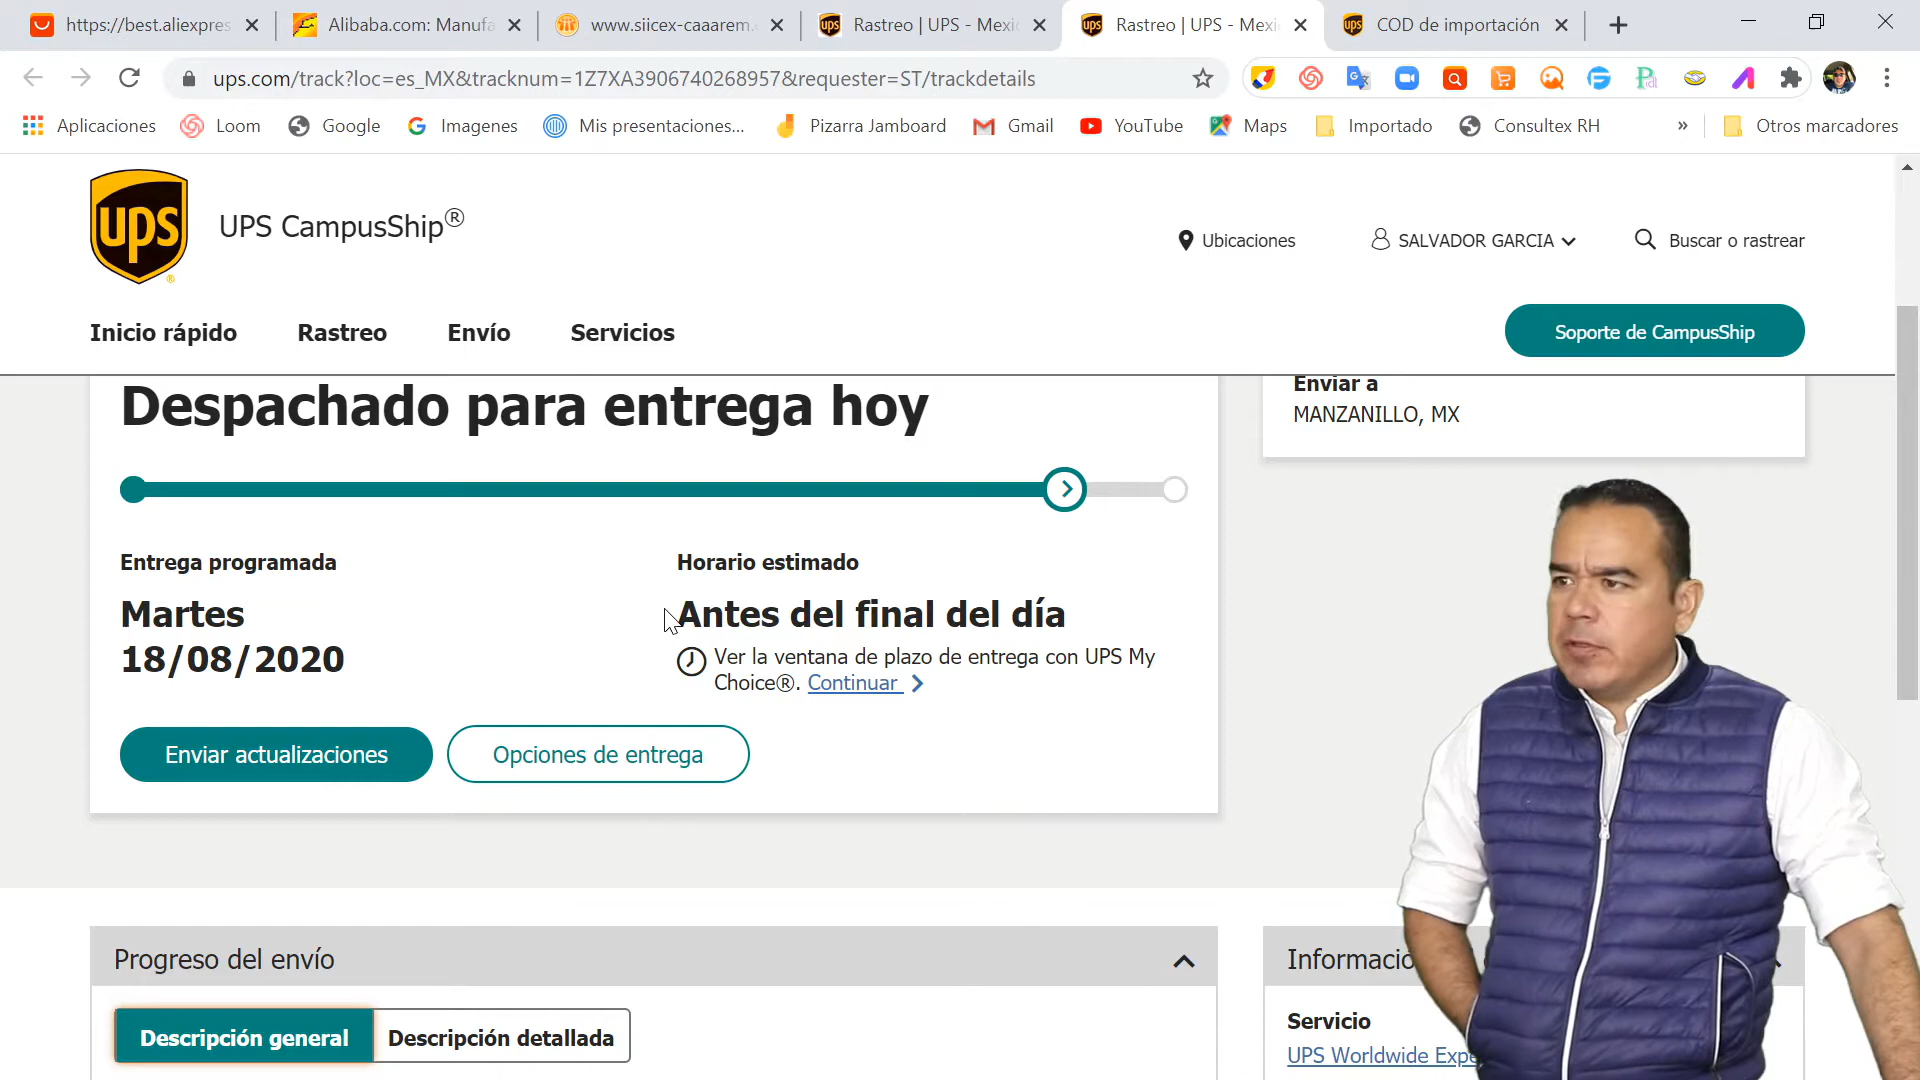 https://best.aliexpres
Alibaba.com: Manufa
www.siicex-caaarem.
Rastreo | UPS - Mexi
Rastreo | UPS - Mexi
COD de importación
ups.com/track?loc=es_MX&tracknum=1Z7XA3906740268957&requester=ST/trackdetails
Aplicaciones
Loom
Google
Imagenes
Mis presentaciones...
Pizarra Jamboard
Gmail
YouTube
Maps
Importado
Consultex RH
»
Otros marcadores
ups
UPS CampusShip®
Ubicaciones
SALVADOR GARCIA
Buscar o rastrear
Inicio rápido
Rastreo
Envío
Servicios
Soporte de CampusShip
Despachado para entrega hoy
Enviar a
MANZANILLO, MX
Entrega programada
Martes
18/08/2020
Horario estimado
Antes del final del día
Ver la ventana de plazo de entrega con UPS My
Choice®. Continuar
Enviar actualizaciones
Opciones de entrega
Progreso del envío
Descripción general
Descripción detallada
Informació
Servicio
UPS Worldwide Expe